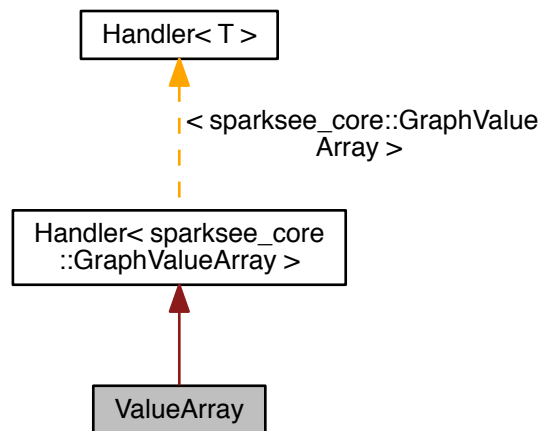 Handler< T >
< sparksee_core::GraphValue
Array >
Handler< sparksee_core
::GraphValueArray >
ValueArray